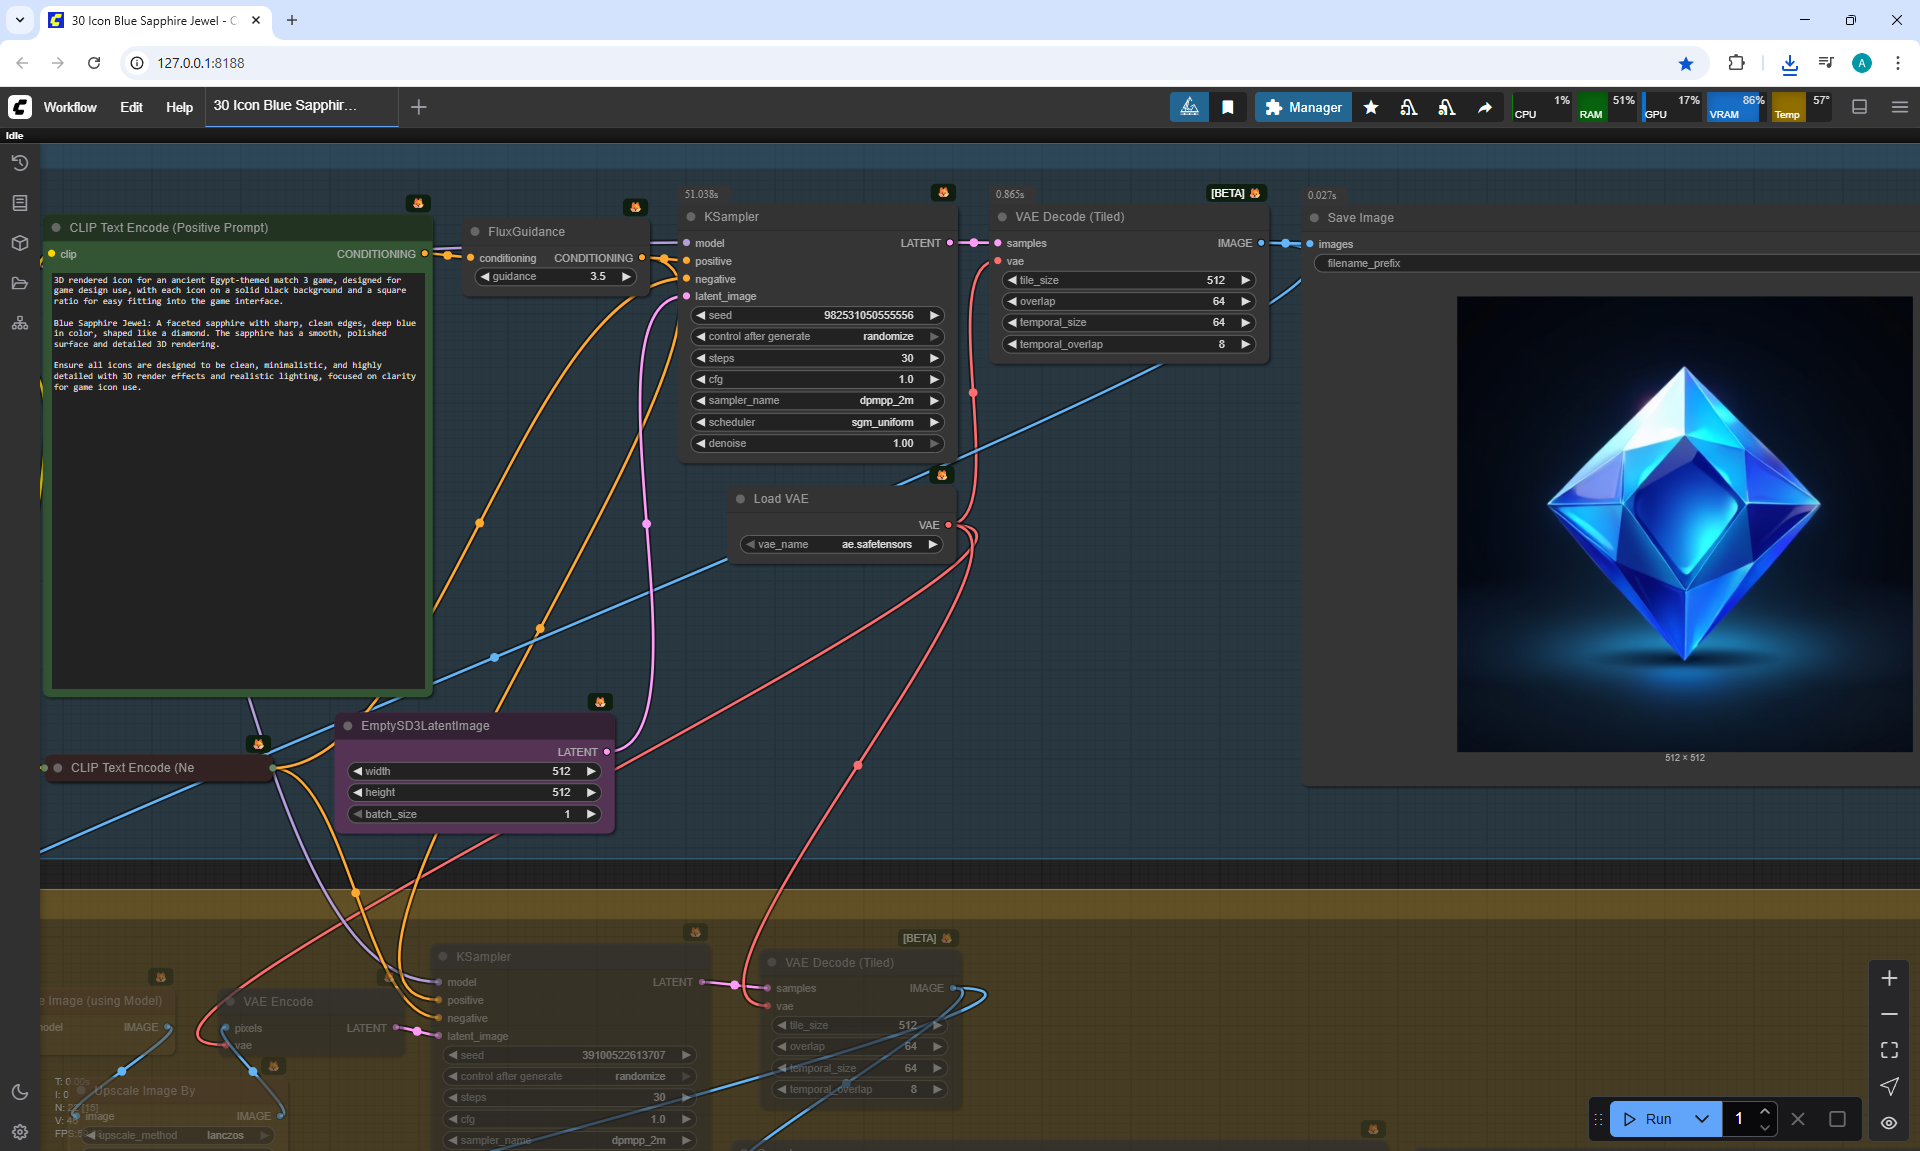 30 Icon Blue Sapphire Jewel - C
127.0.0.1:8188
A
Workflow
Edit
Help
30 Icon Blue Sapphir...
Manager
CPU
1%
RAM
51%
GPU
17%
VRAM
86%
Temp
57°
Idle
CLIP Text Encode (Positive Prompt)
clip
CONDITIONING
3D rendered icon for an ancient Egypt-themed match 3 game, designed for
game design use, with each icon on a solid black background and a square
ratio for easy fitting into the game interface.
Blue Sapphire Jewel: A faceted sapphire with sharp, clean edges, deep blue
in color, shaped like a diamond. The sapphire has a smooth, polished
surface and detailed 3D rendering.
Ensure all icons are designed to be clean, minimalistic, and highly
detailed with 3D render effects and realistic lighting, focused on clarity
for game icon use.
FluxGuidance
conditioning
CONDITIONING
guidance
3.5
51.038s
KSampler
model
LATENT
positive
negative
latent_image
seed
982531050555556
control after generate
randomize
steps
30
cfg
1.0
sampler_name
dpmpp_2m
scheduler
sgm_uniform
denoise
1.00
0.865s
[BETA]
VAE Decode (Tiled)
samples
IMAGE
vae
tile_size
512
overlap
64
temporal_size
64
temporal_overlap
8
0.027s
Save Image
images
filename_prefix
512 × 512
Load VAE
VAE
vae_name
ae.safetensors
EmptySD3LatentImage
LATENT
width
512
height
512
batch_size
1
CLIP Text Encode (Ne
KSampler
model
LATENT
positive
negative
latent_image
seed
39100522613707
control after generate
randomize
steps
30
cfg
1.0
sampler_name
dpmpp_2m
[BETA]
VAE Decode (Tiled)
samples
IMAGE
vae
tile_size
512
overlap
64
temporal_size
64
temporal_overlap
8
e Image (using Model)
odel
IMAGE
VAE Encode
pixels
LATENT
vae
Upscale Image By
image
IMAGE
upscale_method
lanczos
I: 0
Run
1